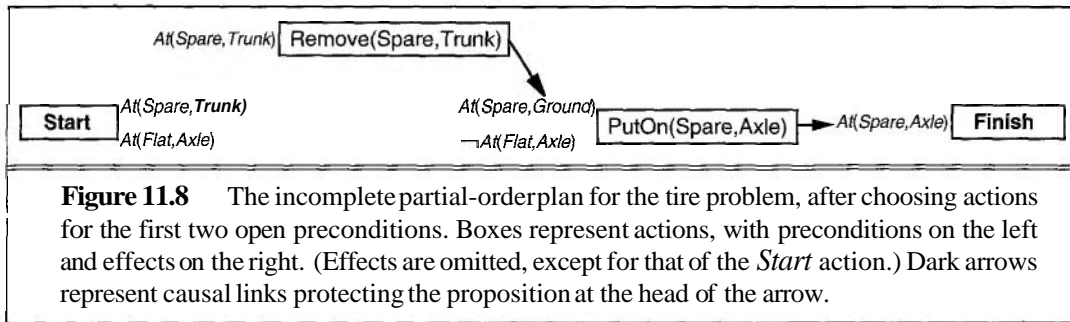 At(Spare,Trunk) Remove(Spare,Trunk)
Start At(Spare,Trunk) At(Spare,Ground) PutOn(Spare,Axle) At(Spare,Axle) Finish
At(Flat,Axle) ¬At(Flat,Axle)
Figure 11.8 The incomplete partial-order plan for the tire problem, after choosing actions
for the first two open preconditions. Boxes represent actions, with preconditions on the left
and effects on the right. (Effects are omitted, except for that of the Start action.) Dark arrows
represent causal links protecting the proposition at the head of the arrow.